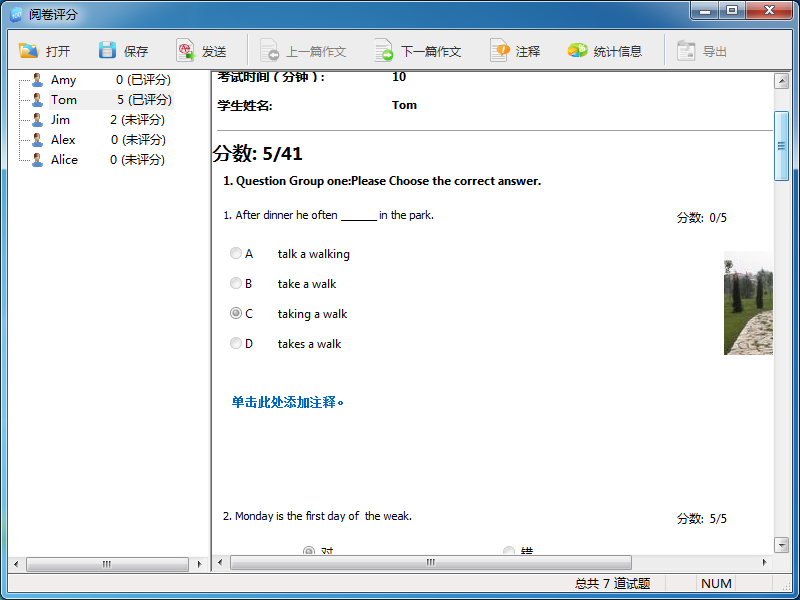 阅卷评分
打开 保存 发送 上一篇作文 下一篇作文 注释 统计信息 导出
Amy 0 (已评分)
Tom 5 (已评分)
Jim 2 (未评分)
Alex 0 (未评分)
Alice 0 (未评分)
考试时间（分钟）: 10
学生姓名: Tom
分数: 5/41
1. Question Group one:Please Choose the correct answer.
1. After dinner he often ______ in the park. 分数: 0/5
A talk a walking
B take a walk
C taking a walk
D takes a walk
单击此处添加注释。
2. Monday is the first day of the weak. 分数: 5/5
对 错
总共 7 道试题 NUM